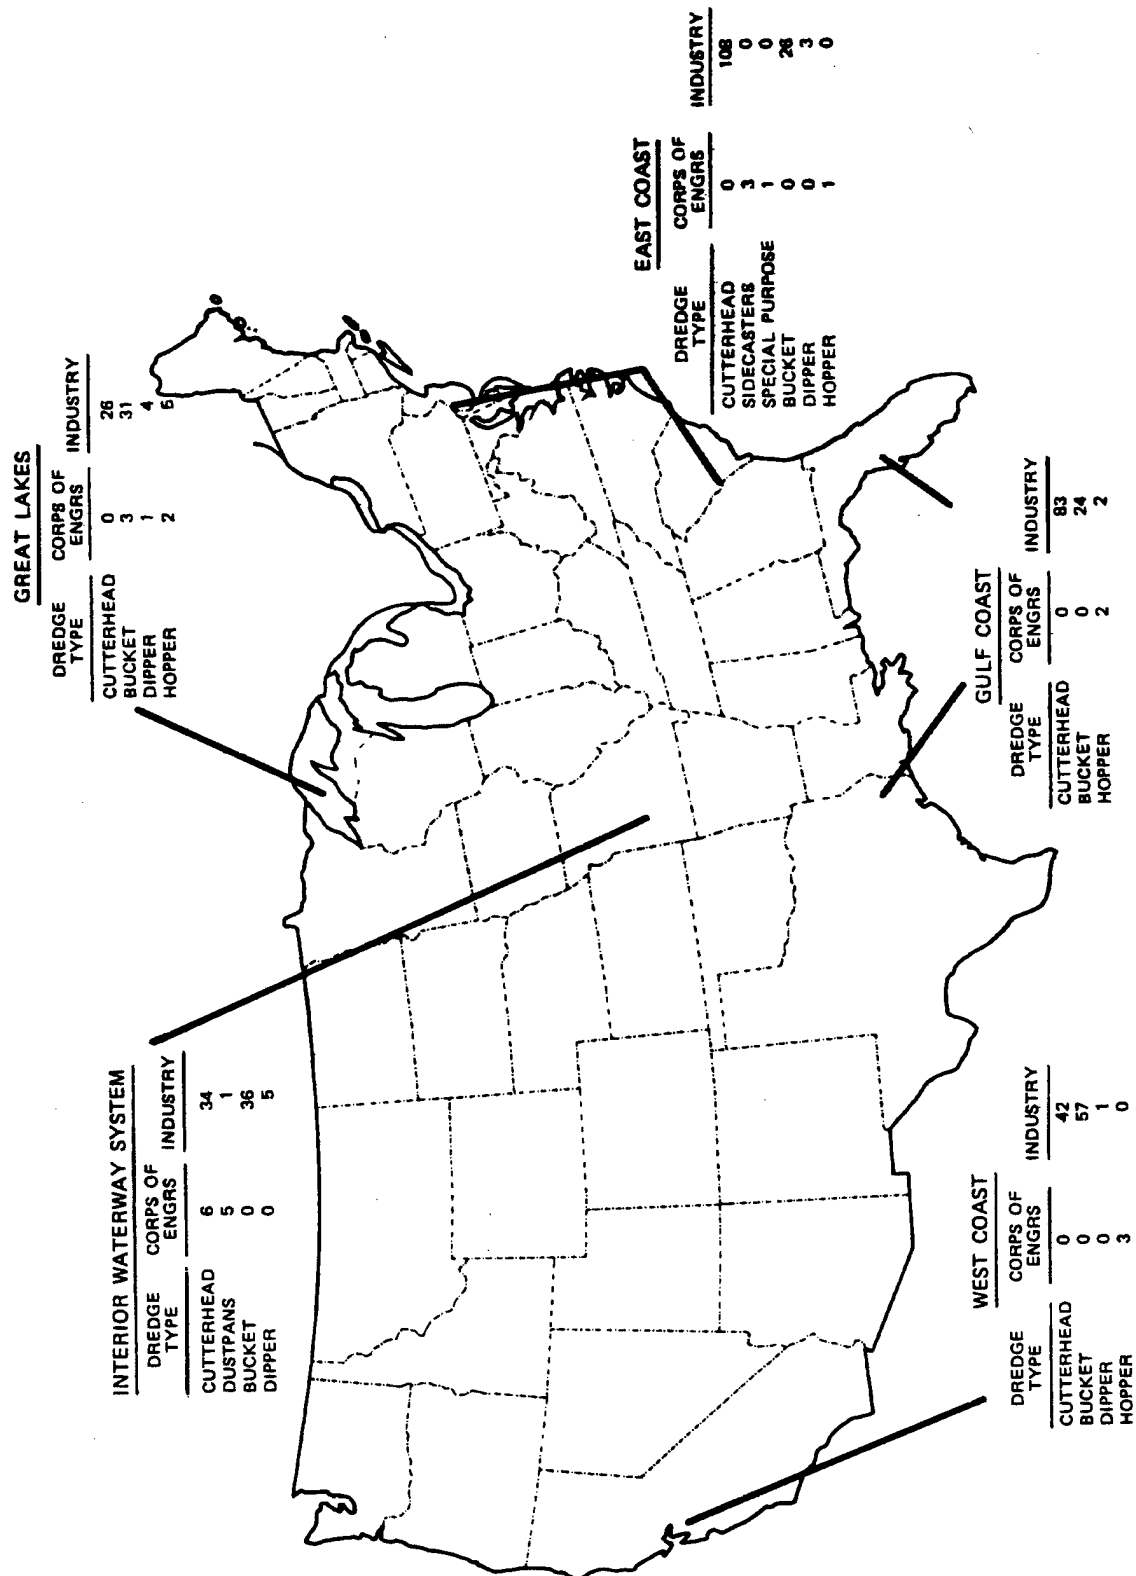 GREAT LAKES
DREDGE TYPE CORPS OF ENGRS INDUSTRY
CUTTERHEAD 0 26
BUCKET 3 31
DIPPER 1 4
HOPPER 2
INTERIOR WATERWAY SYSTEM
DREDGE TYPE CORPS OF ENGRS INDUSTRY
CUTTERHEAD 6 34
DUSTPANS 5 1
BUCKET 0 36
DIPPER 0 5
EAST COAST
DREDGE TYPE CORPS OF ENGRS INDUSTRY
CUTTERHEAD 0 108
SIDECASTERS 3 0
SPECIAL PURPOSE 1 0
BUCKET 0 26
DIPPER 0 3
HOPPER 1 0
WEST COAST
DREDGE TYPE CORPS OF ENGRS INDUSTRY
CUTTERHEAD 0 42
BUCKET 0 57
DIPPER 0 1
HOPPER 3 0
GULF COAST
DREDGE TYPE CORPS OF ENGRS INDUSTRY
CUTTERHEAD 0 83
BUCKET 0 24
HOPPER 2 2